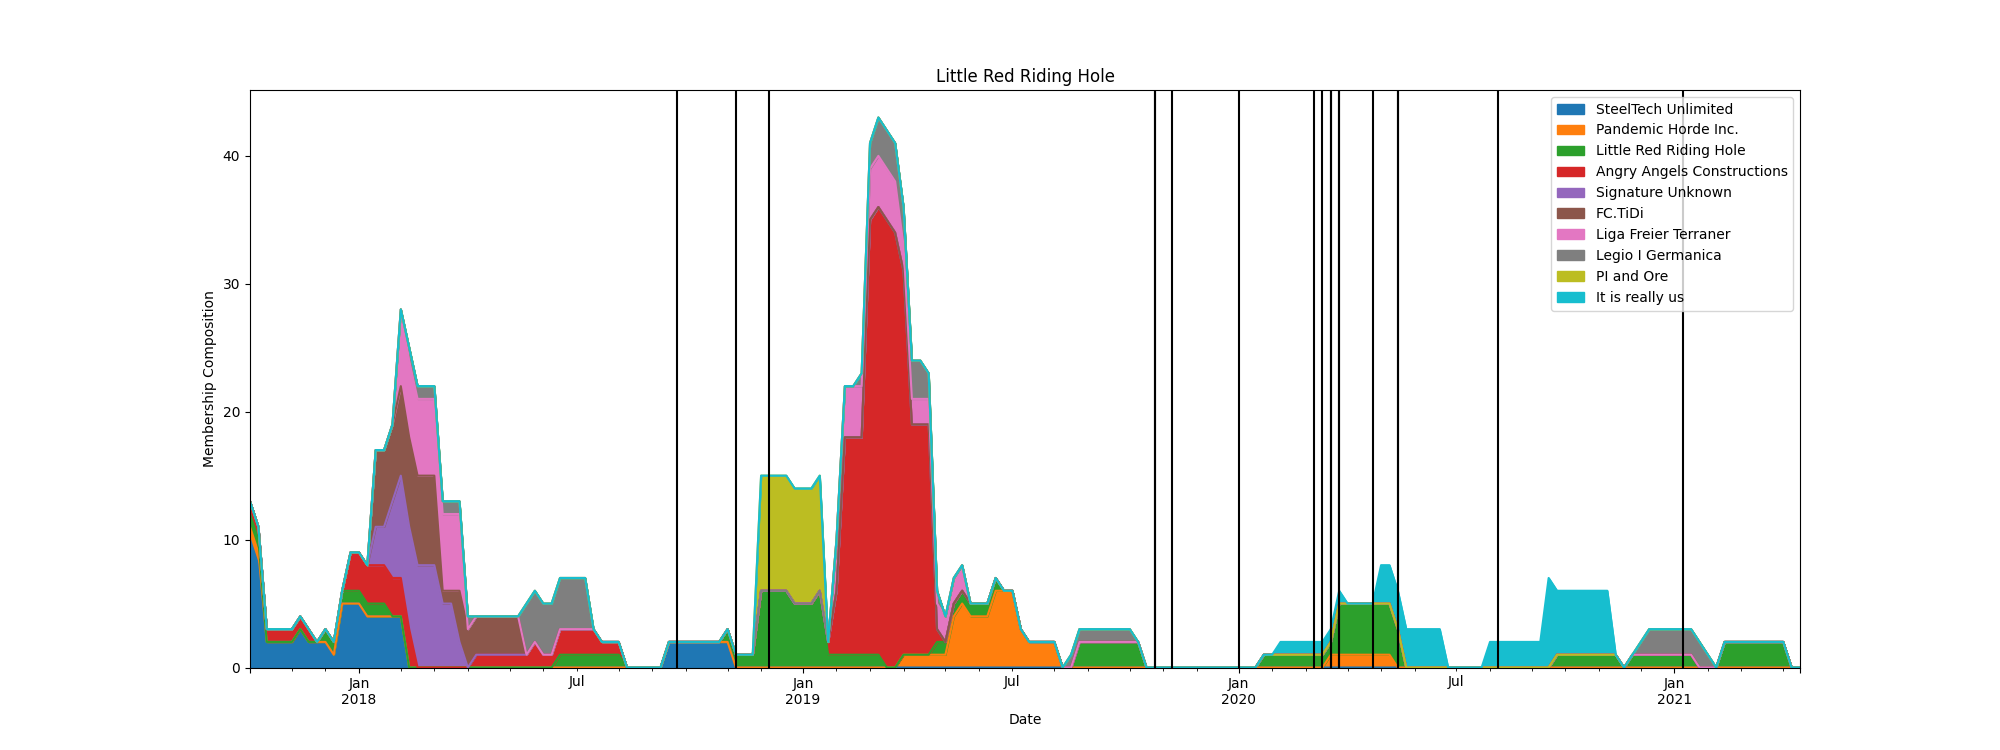 Little Red Riding Hole
Membership Composition
40
30
20
10
0
SteelTech Unlimited
Pandemic Horde Inc.
Little Red Riding Hole
Angry Angels Constructions
Signature Unknown
FC.TiDi
Liga Freier Terraner
Legio I Germanica
PI and Ore
It is really us
Jan Jul Jan Jul Jan Jul Jan
2018 2019 2020 2021
Date